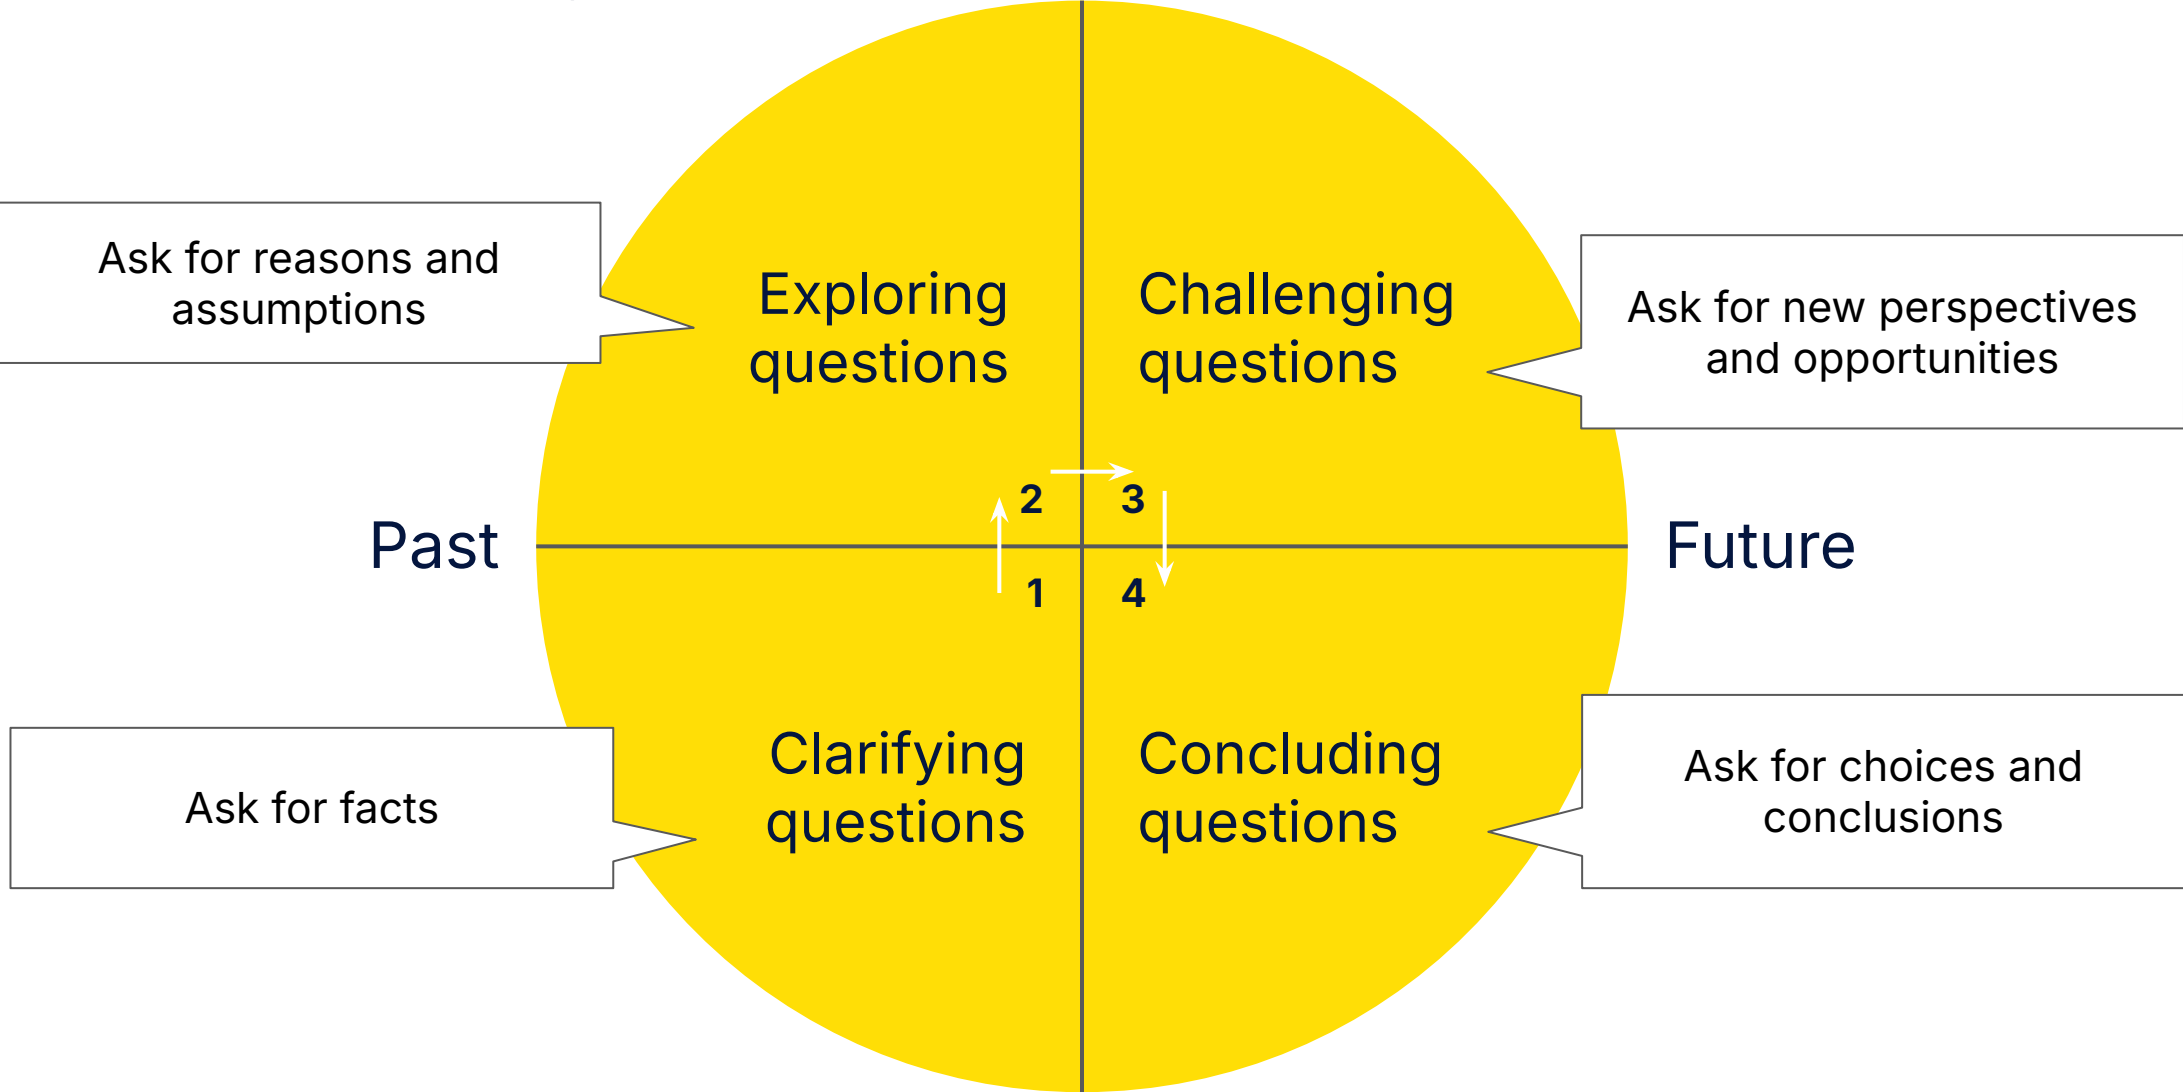 Ask for reasons and
assumptions
Exploring
questions
Challenging
questions
Ask for new perspectives
and opportunities
2
3
Past
Future
1
4
Clarifying
questions
Concluding
questions
Ask for facts
Ask for choices and
conclusions